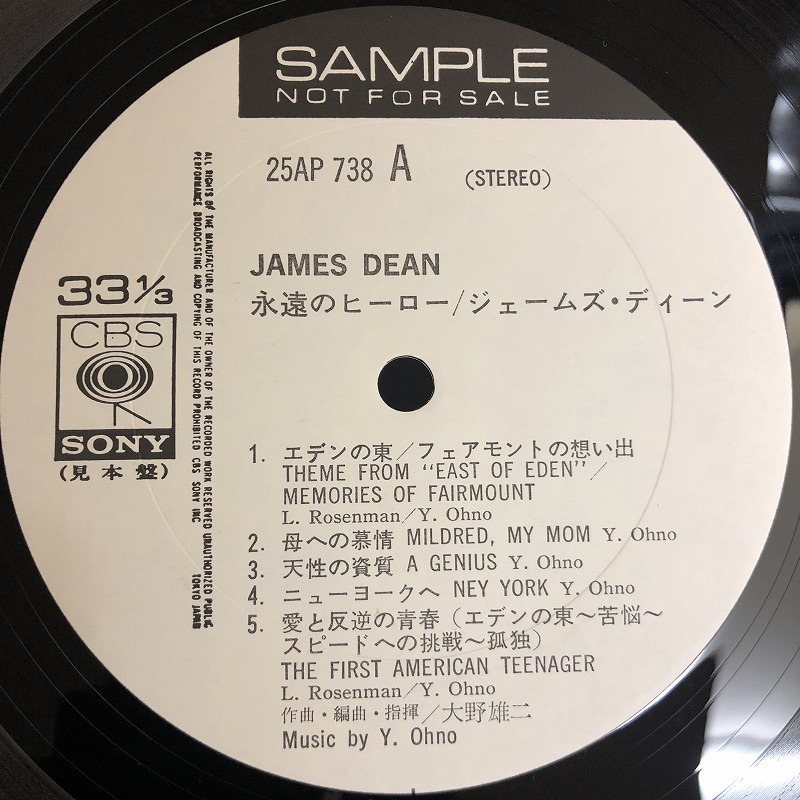 SAMPLE
NOT FOR SALE
25AP 738 A (STEREO)
JAMES DEAN
永遠のヒーロー/ジェームズ・ディーン
33⅓
CBS
SONY
(見本盤)
ALL RIGHTS OF THE MANUFACTURER AND OF THE OWNER OF THE RECORDED WORK RESERVED UNAUTHORIZED PUBLIC
PERFORMANCE BROADCASTING AND COPYING OF THIS RECORD PROHIBITED CBS SONY INC TOKYO JAPAN
1. エデンの東/フェアモントの想い出
THEME FROM “EAST OF EDEN”/
MEMORIES OF FAIRMOUNT
L. Rosenman/Y. Ohno
2. 母への慕情 MILDRED, MY MOM Y. Ohno
3. 天性の資質 A GENIUS Y. Ohno
4. ニューヨークへ NEY YORK Y. Ohno
5. 愛と反逆の青春(エデンの東〜苦悩〜
スピードへの挑戦〜孤独)
THE FIRST AMERICAN TEENAGER
L. Rosenman/Y. Ohno
作曲・編曲・指揮/大野雄二
Music by Y. Ohno